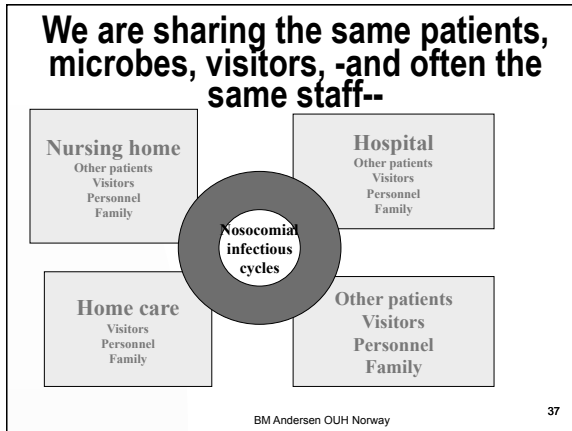 We are sharing the same patients,
microbes, visitors, -and often the
same staff--
Nursing home
Other patients
Visitors
Personnel
Family
Hospital
Other patients
Visitors
Personnel
Family
Nosocomial
infectious
cycles
Home care
Visitors
Personnel
Family
Other patients
Visitors
Personnel
Family
BM Andersen OUH Norway
37